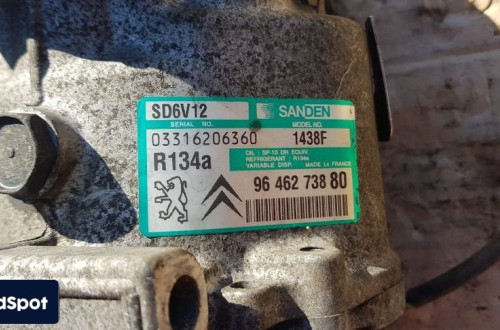 SD6V12 SANDEN
SERIAL NO. MODEL NO.
03316206360 1438F
R134a
OIL : SP-10 OR EQUIV.
REFRIGERANT : R134a
VARIABLE DISP. MADE IN FRANCE
96 462 738 80
dSpot